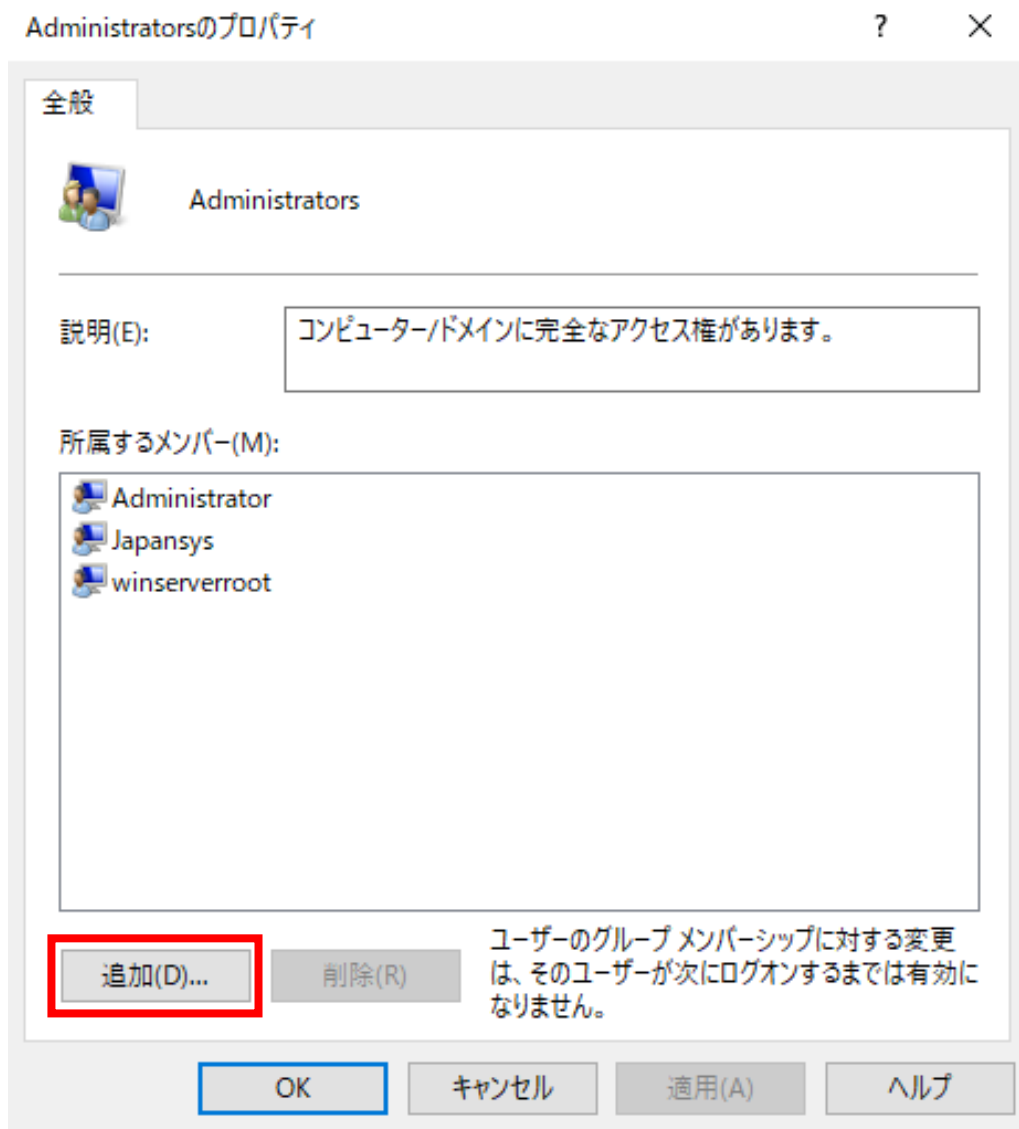 Administratorsのプロパティ
? ×
全般
Administrators
説明(E):
コンピューター/ドメインに完全なアクセス権があります。
所属するメンバー(M):
Administrator
Japansys
winserverroot
追加(D)...
削除(R)
ユーザーのグループ メンバーシップに対する変更
は、そのユーザーが次にログオンするまでは有効に
なりません。
OK
キャンセル
適用(A)
ヘルプ